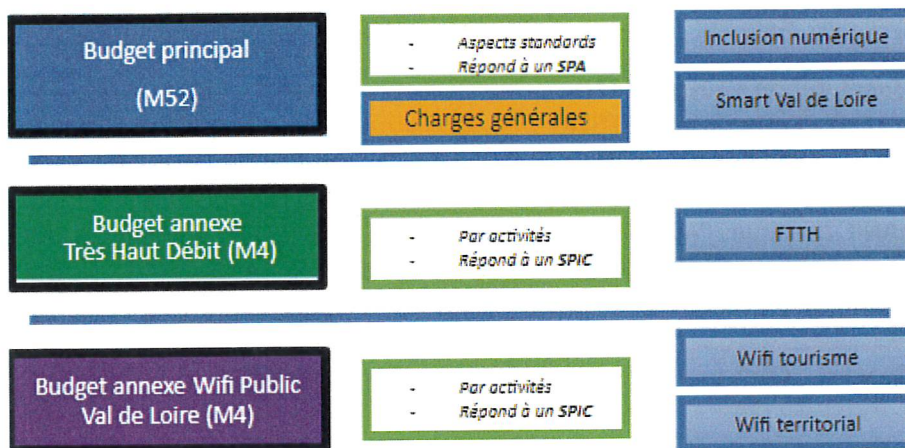 Budget principal
(M52)
- Aspects standards
- Répond à un SPA
Charges générales
Inclusion numérique
Smart Val de Loire
Budget annexe
Très Haut Débit (M4)
- Par activités
- Répond à un SPIC
FTTH
Budget annexe Wifi Public
Val de Loire (M4)
- Par activités
- Répond à un SPIC
Wifi tourisme
Wifi territorial